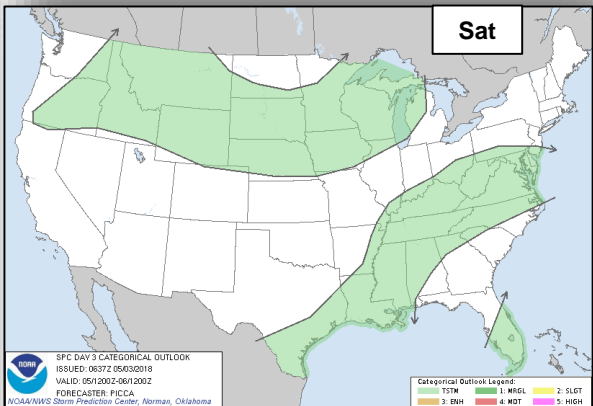 Sat
NOAA
SPC DAY 3 CATEGORICAL OUTLOOK
ISSUED: 0637Z 05/03/2018
VALID: 05/1200Z-06/1200Z
FORECASTER: PICCA
NOAA/NWS Storm Prediction Center, Norman, Oklahoma
Categorical Outlook Legend:
TSTM 1: MRGL 2: SLGT
3: ENH 4: MDT 5: HIGH